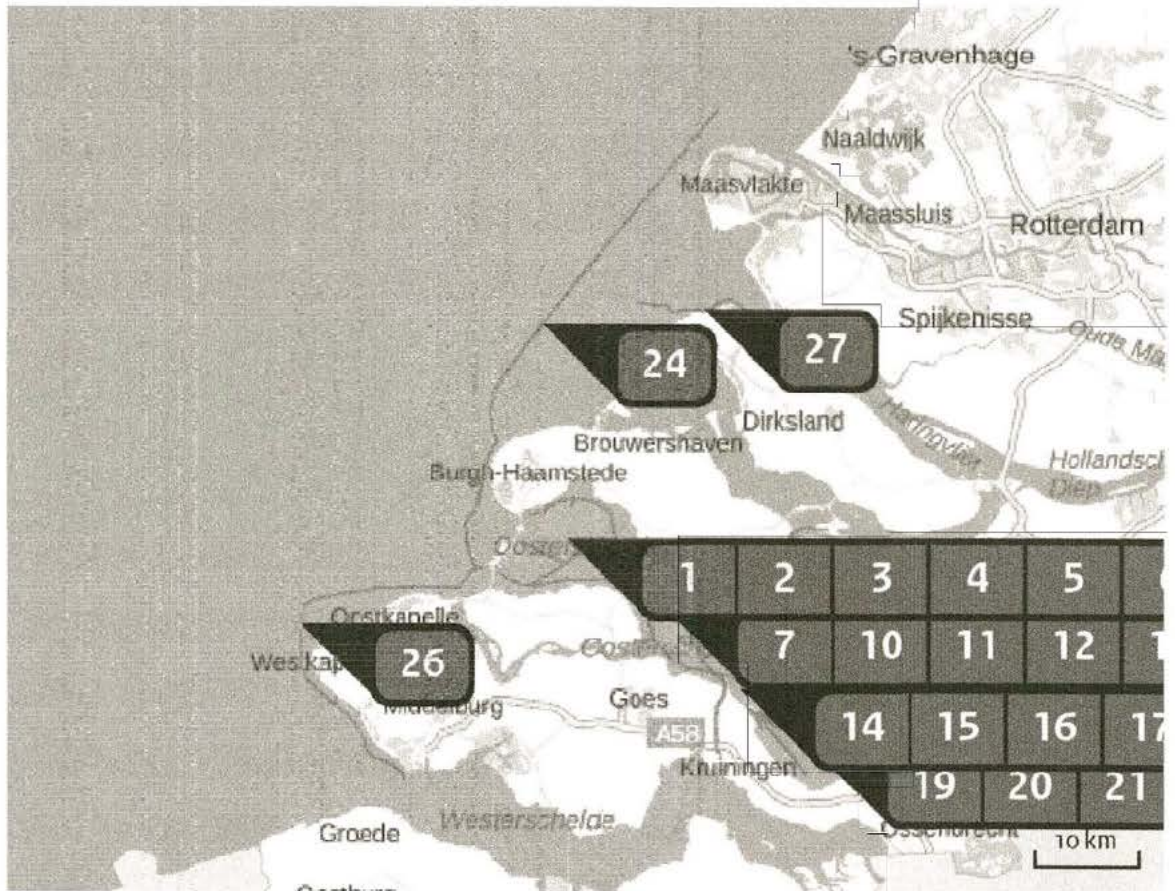 's-Gravenhage
Naaldwijk
Maasvlakte
Maassluis
Rotterdam
Spijkenisse
24
27
Dirksland
Haringvliet
Brouwershaven
Burgh-Haamstede
Hollandsch
Diep
1 2 3 4 5
Oostkapelle
7 10 11 12
26
Goes
A58
14 15 16 17
Kruiningen
19 20 21
Westerschelde
Groede
10 km